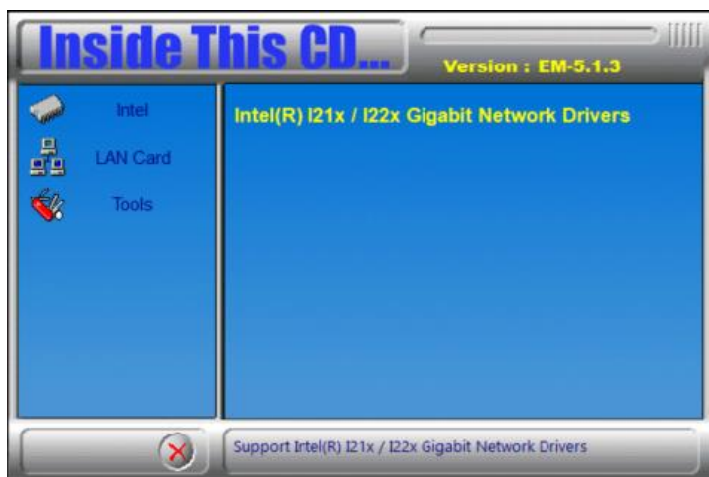 Inside This CD...
Version : EM-5.1.3
Intel
LAN Card
Tools
Intel(R) I21x / I22x Gigabit Network Drivers
Support Intel(R) I21x / I22x Gigabit Network Drivers